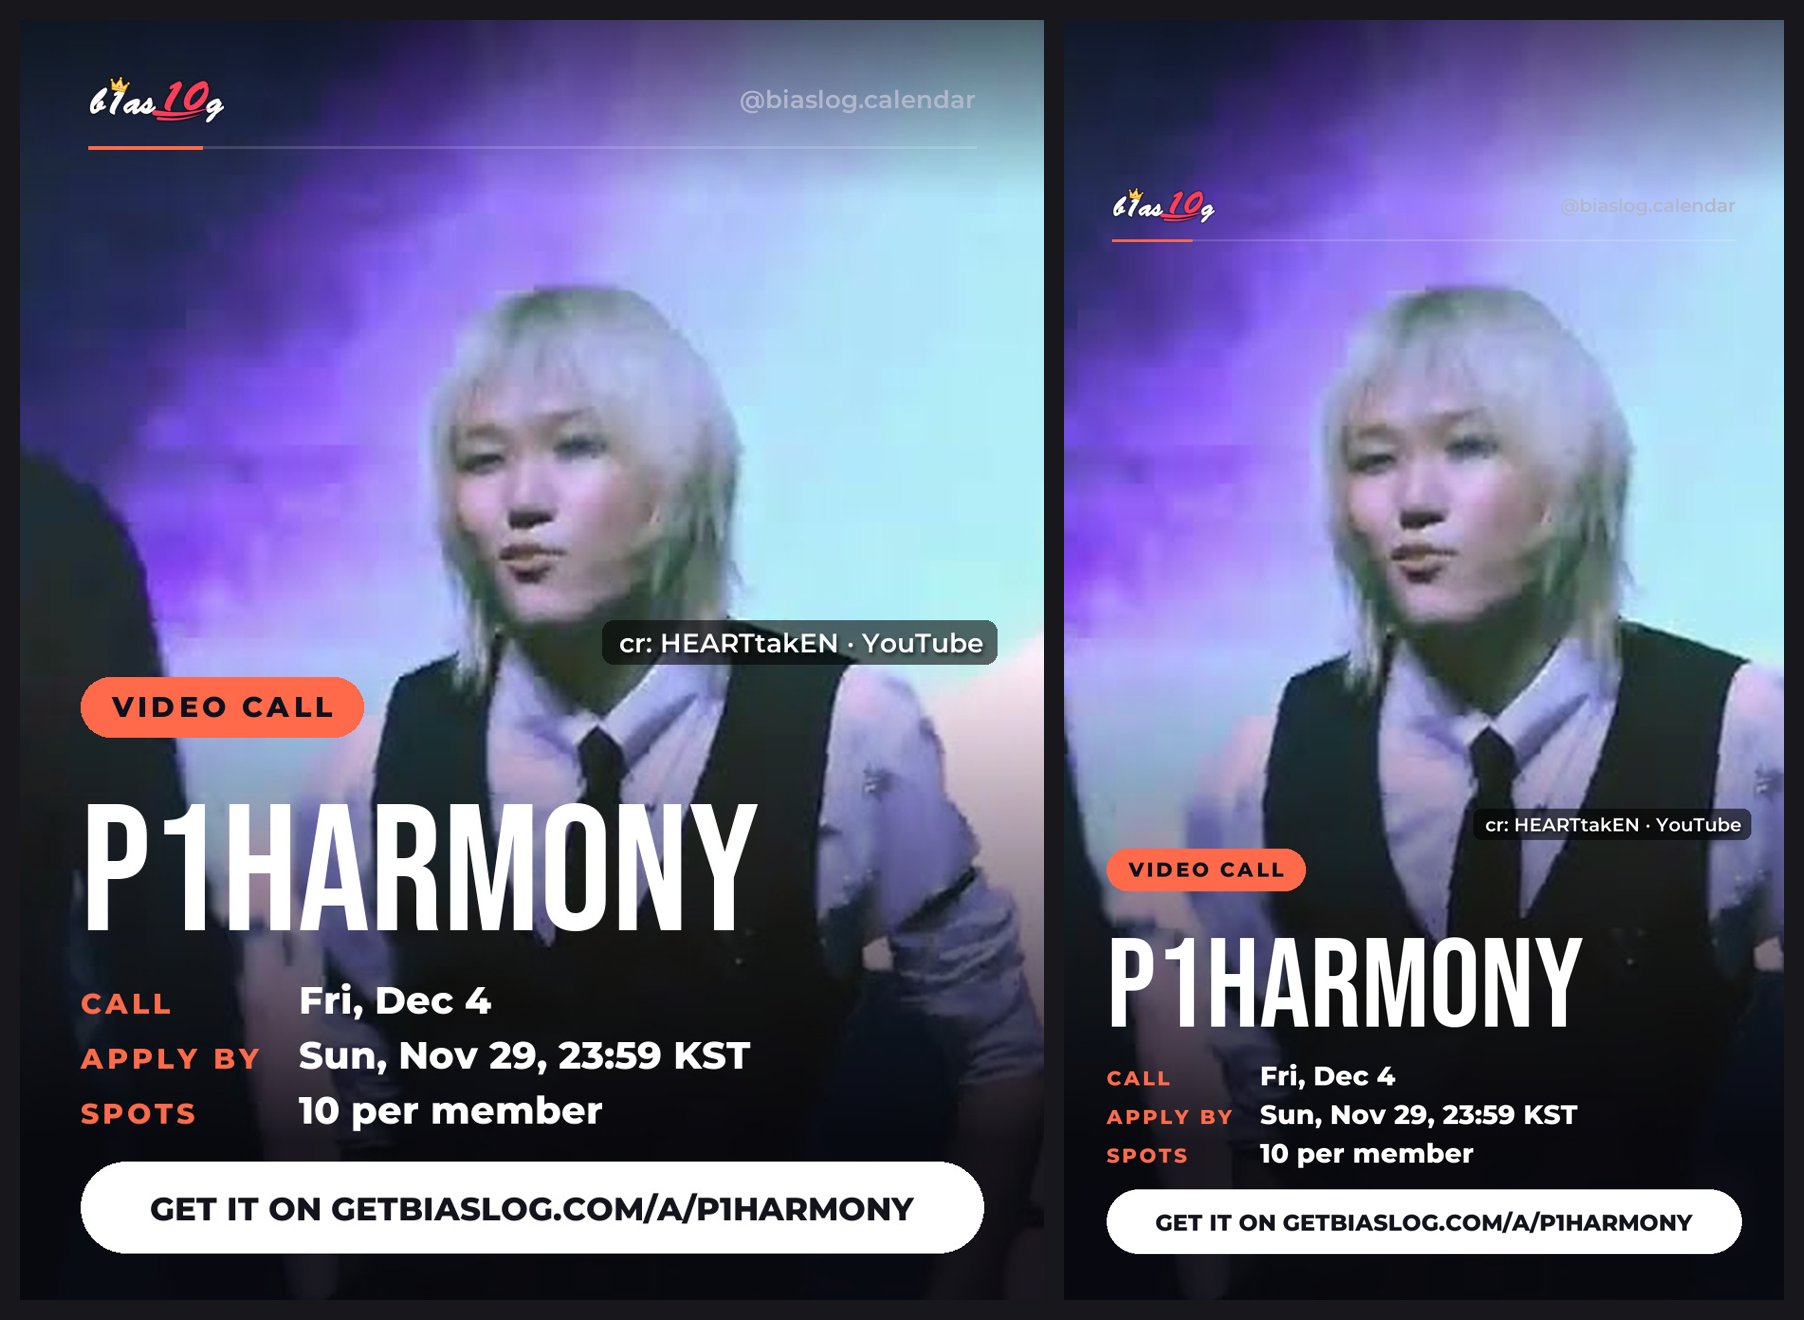 b1as10g
@biaslog.calendar
cr: HEARTtakEN · YouTube
VIDEO CALL
P1HARMONY
CALL Fri, Dec 4
APPLY BY Sun, Nov 29, 23:59 KST
SPOTS 10 per member
GET IT ON GETBIASLOG.COM/A/P1HARMONY
b1as10g
@biaslog.calendar
cr: HEARTtakEN · YouTube
VIDEO CALL
P1HARMONY
CALL Fri, Dec 4
APPLY BY Sun, Nov 29, 23:59 KST
SPOTS 10 per member
GET IT ON GETBIASLOG.COM/A/P1HARMONY